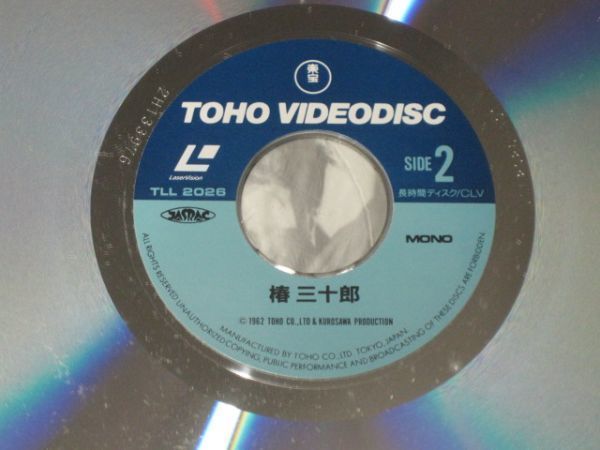 東宝
TOHO VIDEODISC
LaserVision
TLL 2026
SIDE 2
長時間ディスク/CLV
JASRAC
MONO
椿 三十郎
© 1962 TOHO CO., LTD & KUROSAWA PRODUCTION
MANUFACTURED BY TOHO CO., LTD. TOKYO, JAPAN.
ALL RIGHTS RESERVED UNAUTHORIZED COPYING, PUBLIC PERFORMANCE AND BROADCASTING OF THESE DISCS ARE FORBIDDEN.